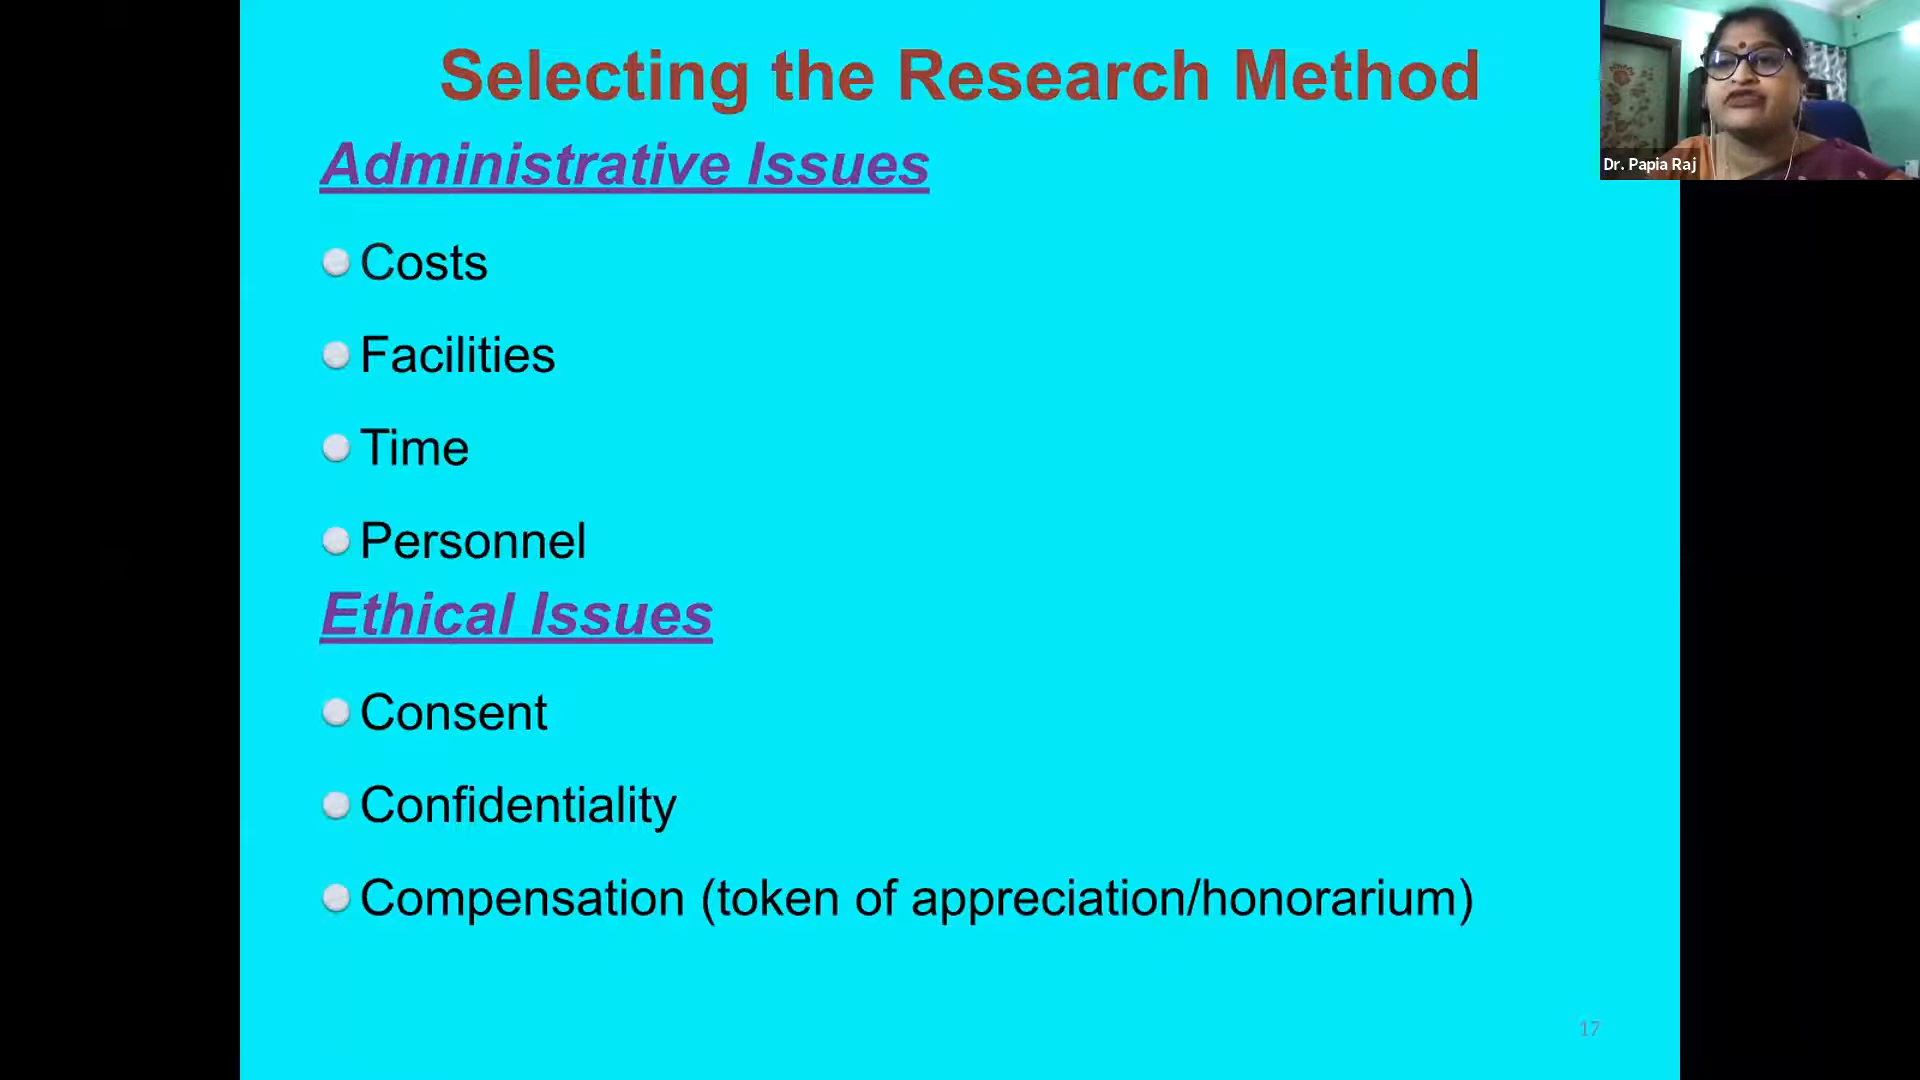 Selecting the Research Method
Administrative Issues
Costs
Facilities
Time
Personnel
Ethical Issues
Consent
Confidentiality
Compensation (token of appreciation/honorarium)
17
Dr. Papia Raj